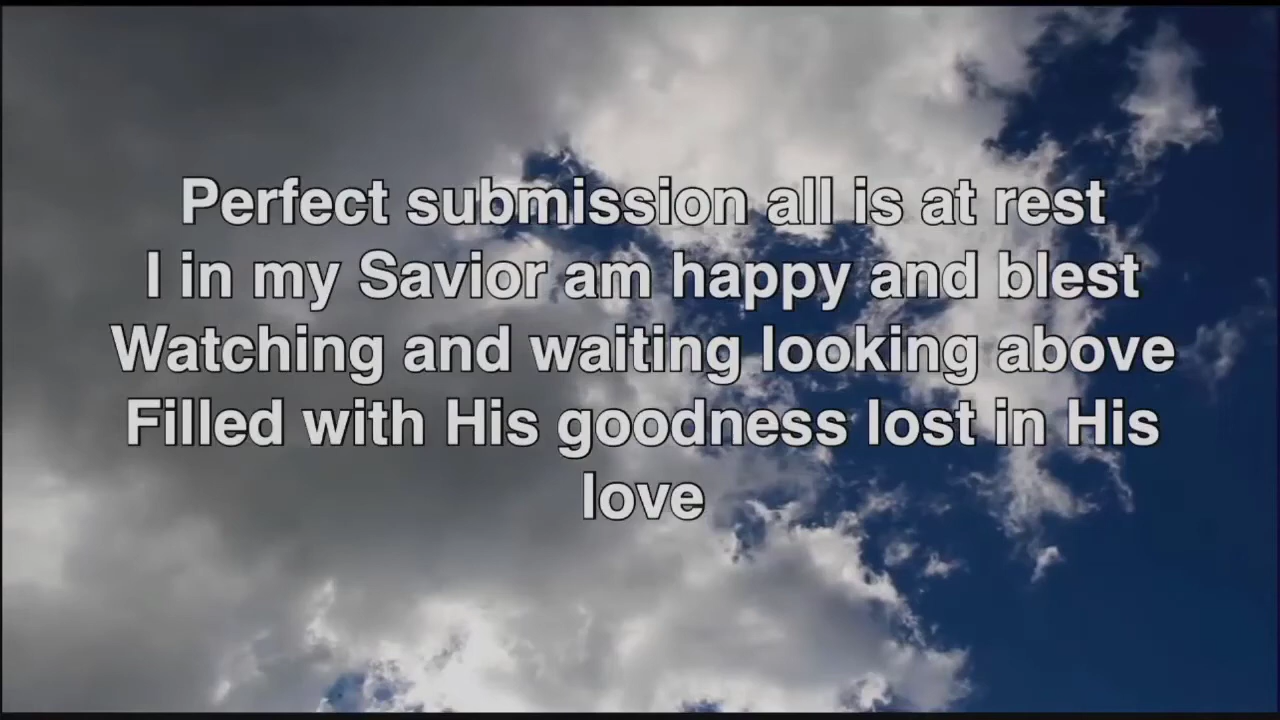 Perfect submission all is at rest
I in my Savior am happy and blest
Watching and waiting looking above
Filled with His goodness lost in His
love